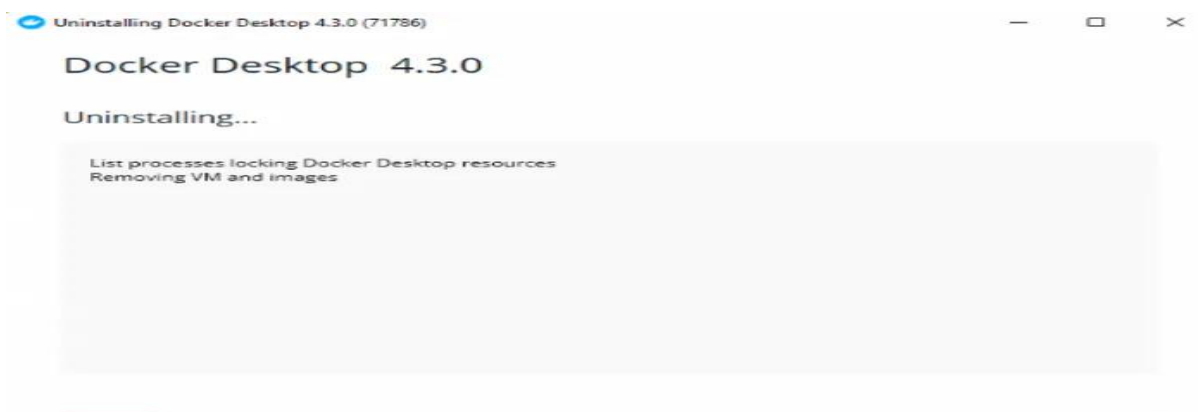 Uninstalling Docker Desktop 4.3.0 (71786)
Docker Desktop 4.3.0
Uninstalling...
List processes locking Docker Desktop resources
Removing VM and images